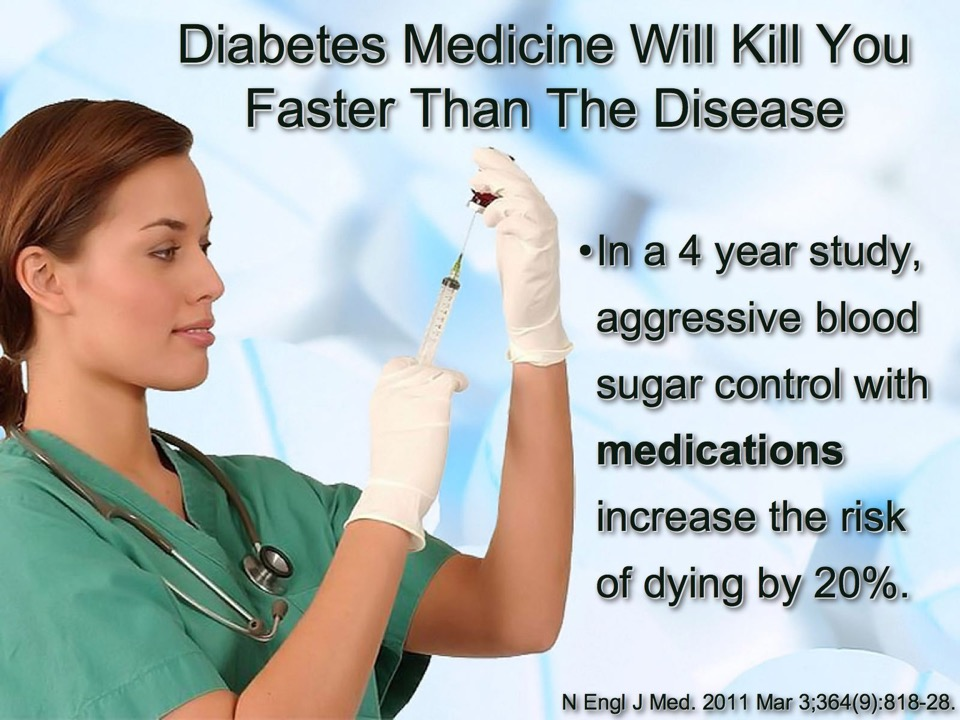 Diabetes Medicine Will Kill You
Faster Than The Disease
•In a 4 year study,
aggressive blood
sugar control with
medications
increase the risk
of dying by 20%.
N Engl J Med. 2011 Mar 3;364(9):818-28.